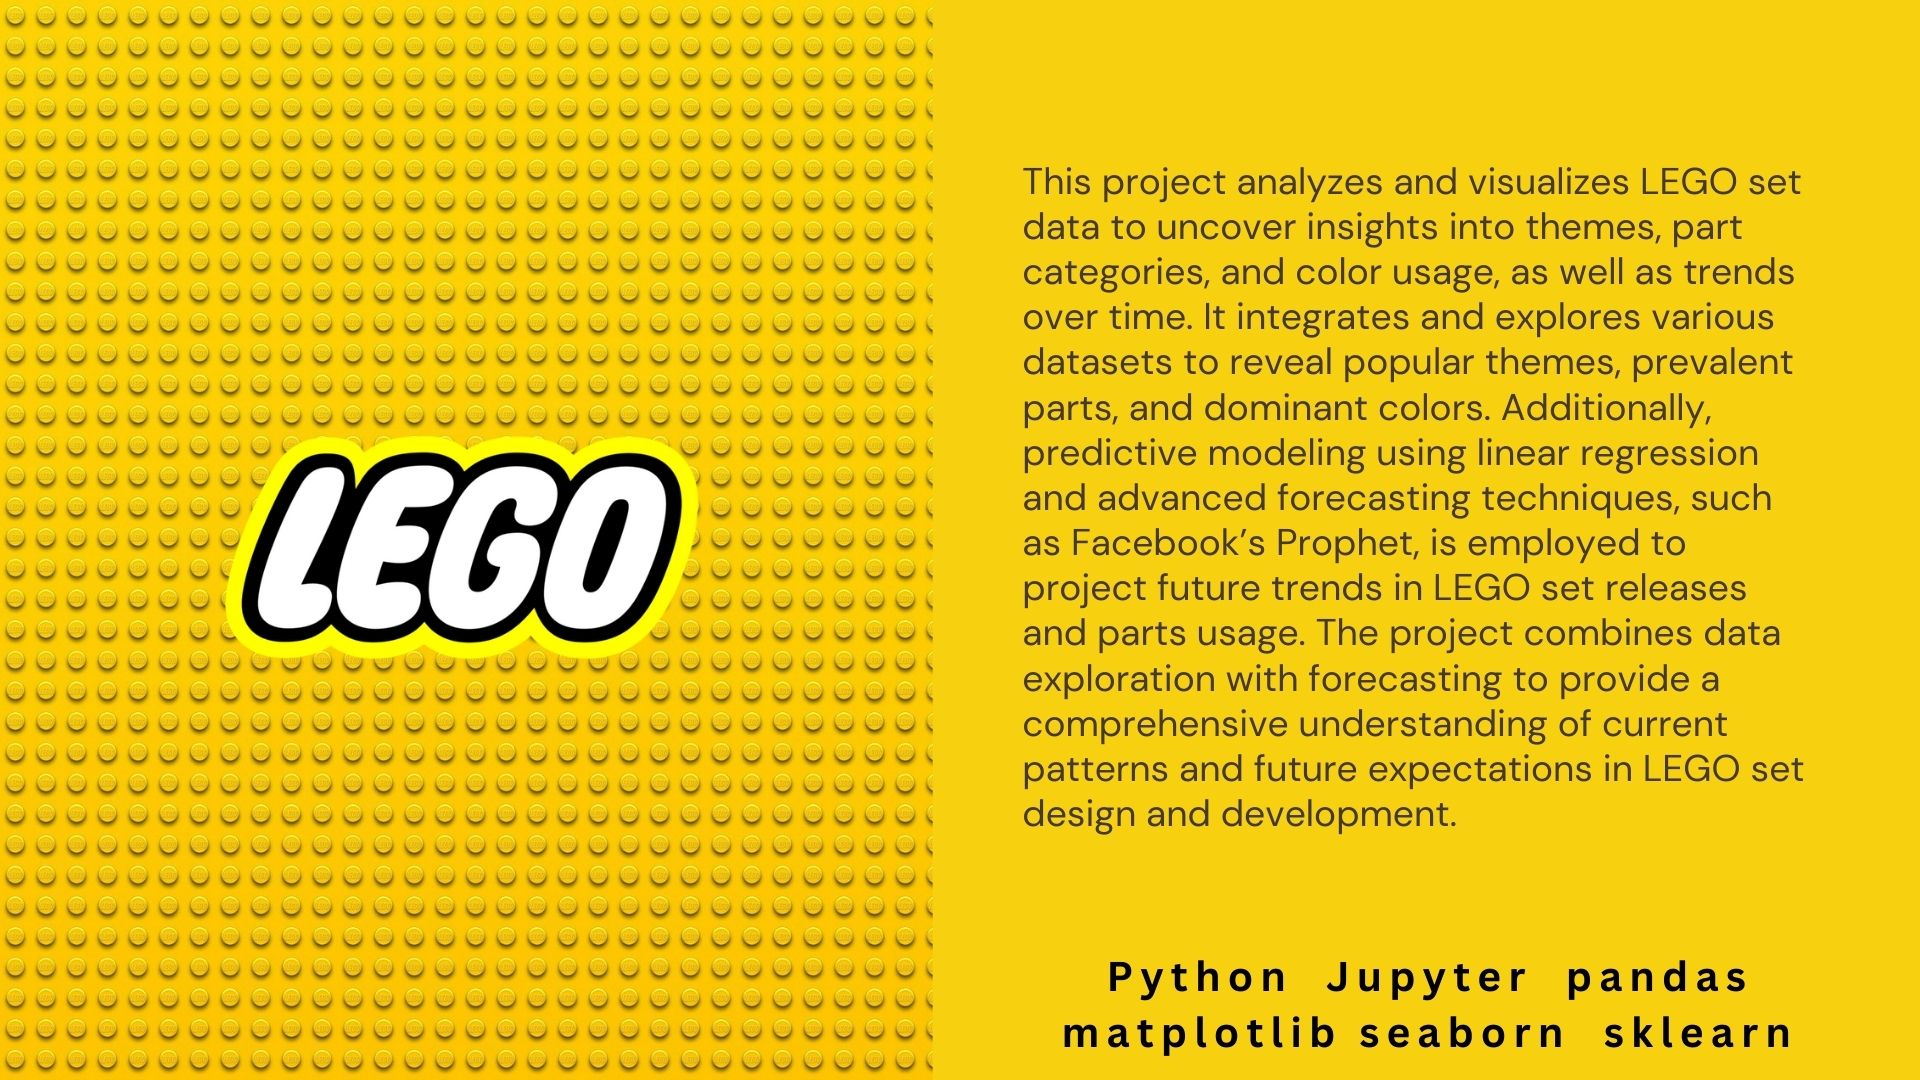 LEGO
This project analyzes and visualizes LEGO set
data to uncover insights into themes, part
categories, and color usage, as well as trends
over time. It integrates and explores various
datasets to reveal popular themes, prevalent
parts, and dominant colors. Additionally,
predictive modeling using linear regression
and advanced forecasting techniques, such
as Facebook’s Prophet, is employed to
project future trends in LEGO set releases
and parts usage. The project combines data
exploration with forecasting to provide a
comprehensive understanding of current
patterns and future expectations in LEGO set
design and development.
Python Jupyter pandas
matplotlib seaborn sklearn